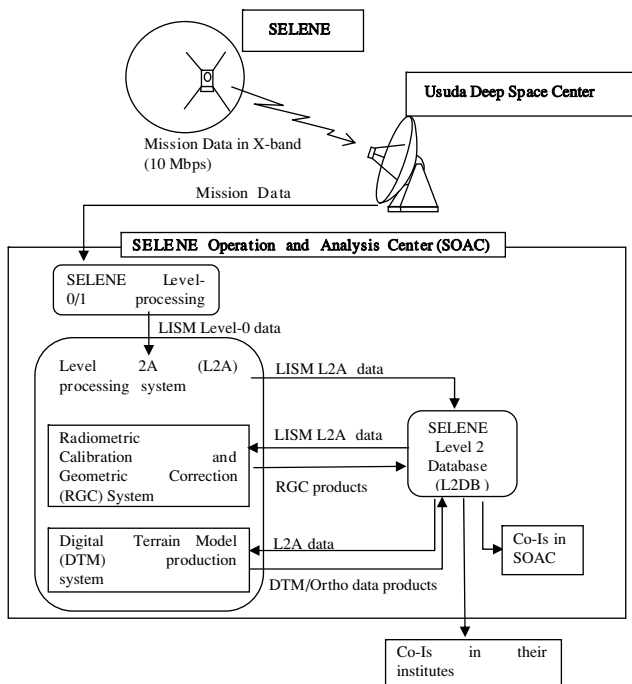 SELENE
Usuda Deep Space Center
Mission Data in X-band
(10 Mbps)
Mission Data
SELENE Operation and Analysis Center (SOAC)
SELENE Level-
0/1 processing
LISM Level-0 data
Level 2A (L2A)
processing system
LISM L2A data
Radiometric
Calibration and
Geometric Correction
(RGC) System
LISM L2A data
RGC products
SELENE
Level 2
Database
(L2DB )
Digital Terrain Model
(DTM) production
system
L2A data
DTM/Ortho data products
Co-Is in
SOAC
Co-Is in their
institutes